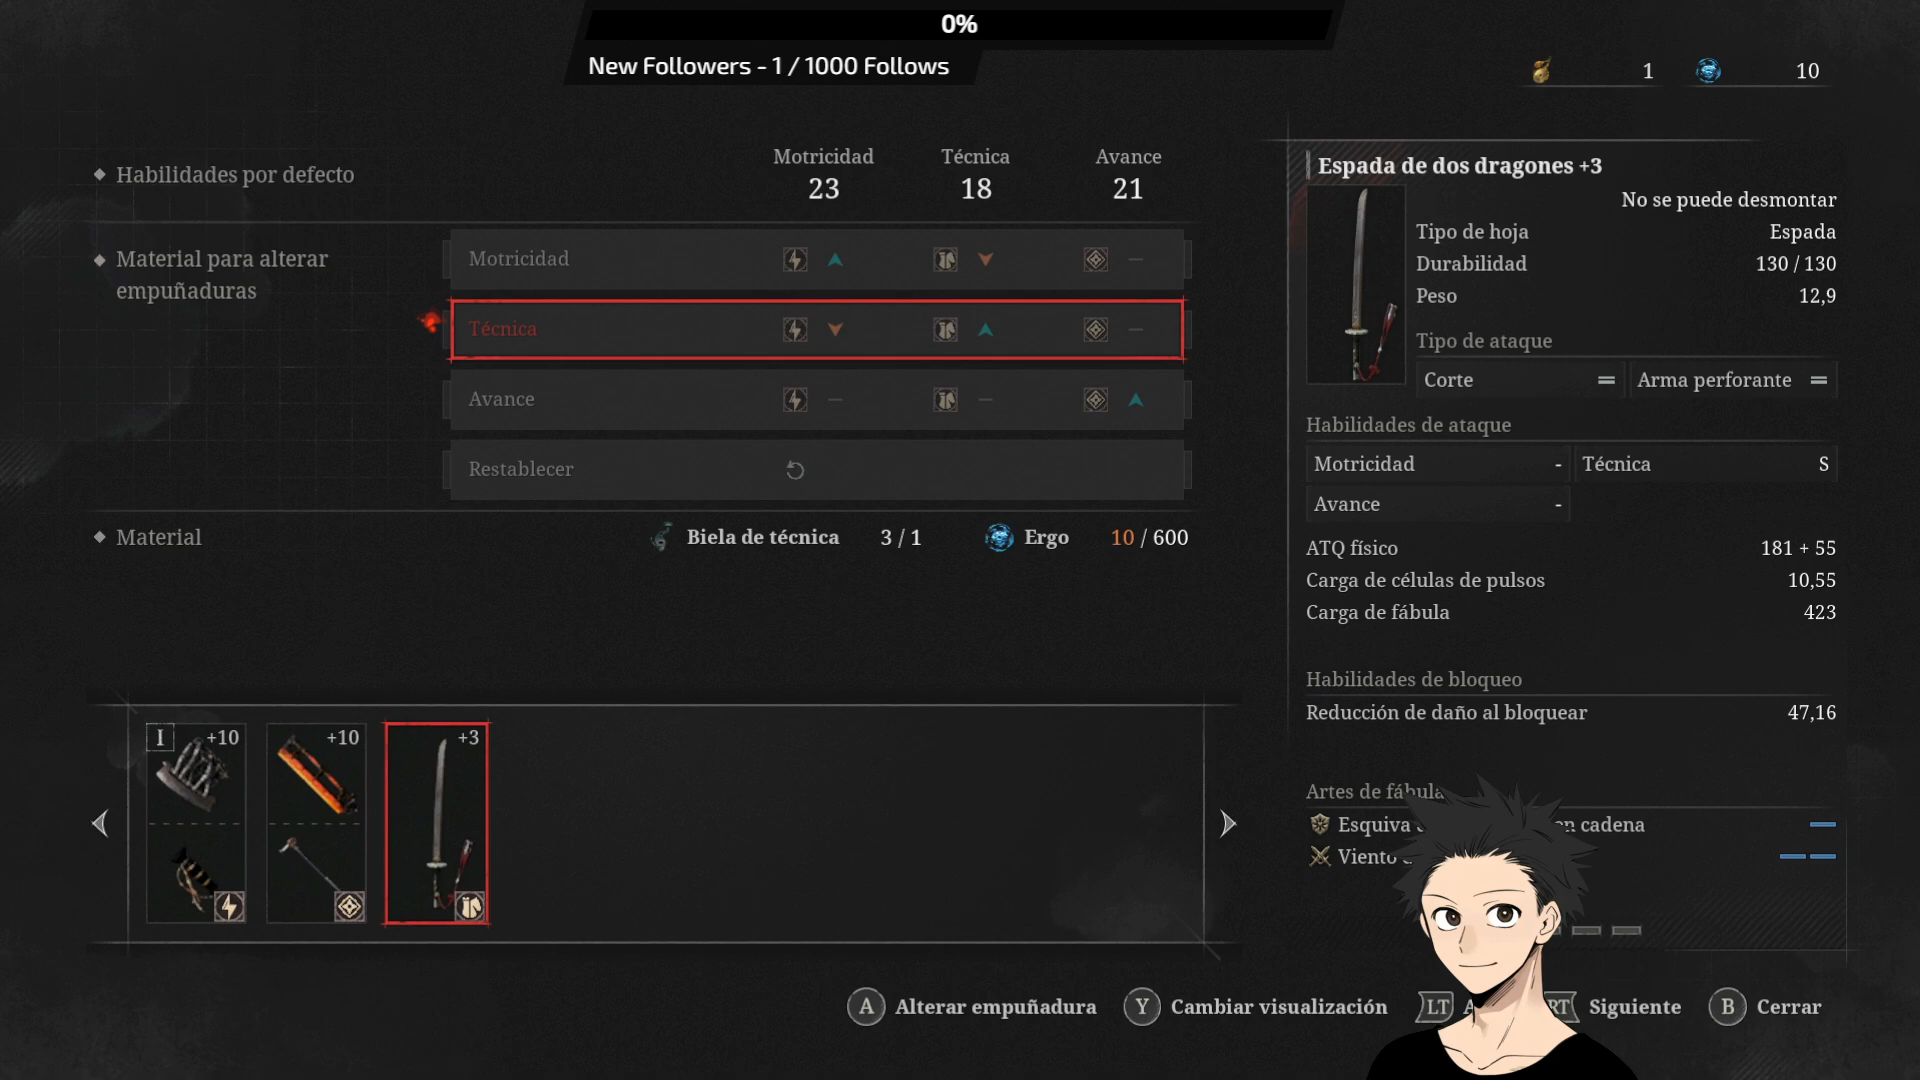 0%
New Followers - 1 / 1000 Follows
1
10
Habilidades por defecto
Motricidad
Técnica
Avance
23
18
21
Material para alterar
empuñaduras
Motricidad
Técnica
Avance
Restablecer
Material
Biela de técnica
3 / 1
Ergo
10 / 600
I
+10
+10
+3
Espada de dos dragones +3
No se puede desmontar
Tipo de hoja
Espada
Durabilidad
130 / 130
Peso
12,9
Tipo de ataque
Corte
Arma perforante
Habilidades de ataque
Motricidad
-
Técnica
S
Avance
-
ATQ físico
181 + 55
Carga de células de pulsos
10,55
Carga de fábula
423
Habilidades de bloqueo
Reducción de daño al bloquear
47,16
Artes de fábula
Esquiva
en cadena
Viento
A
Alterar empuñadura
Y
Cambiar visualización
LT
RT
Siguiente
B
Cerrar